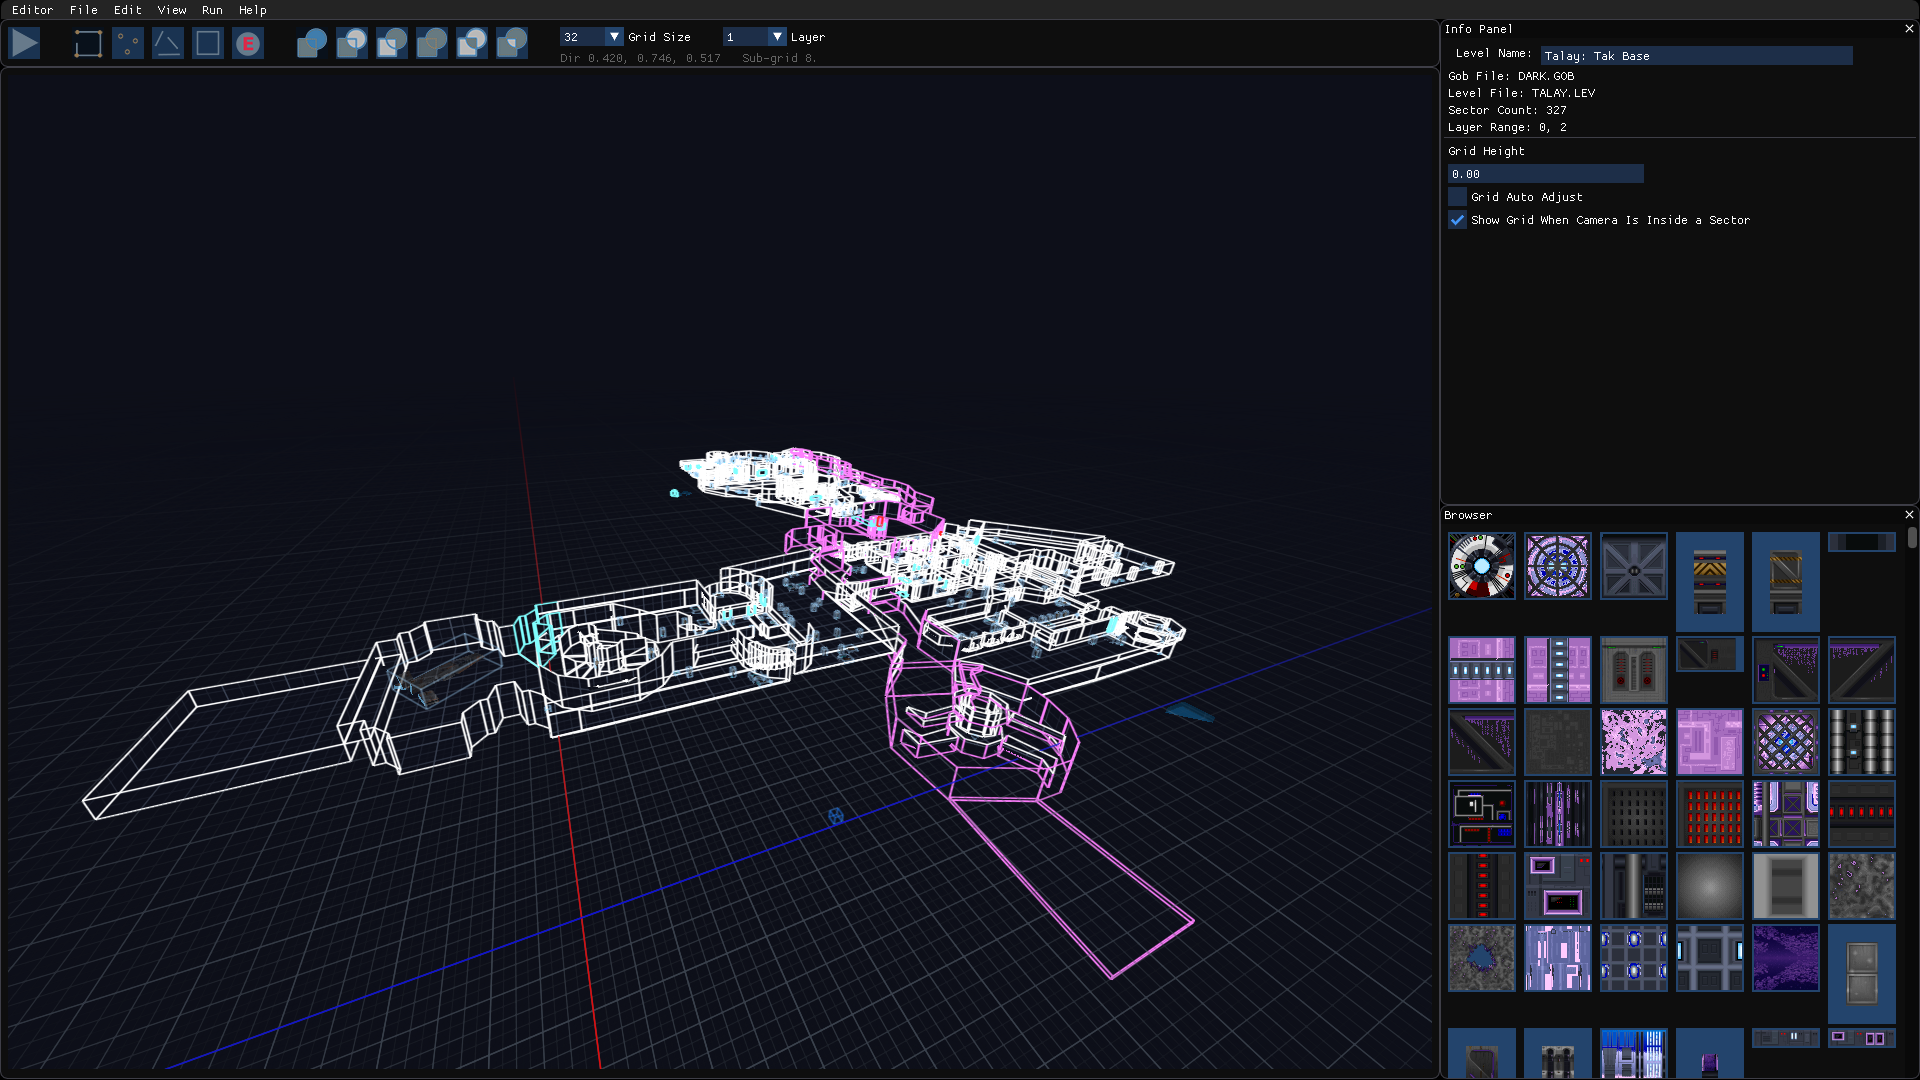 Editor File Edit View Run Help
E
32 Grid Size 1 Layer
Dir 0.420, 0.746, 0.517 Sub-grid 8.
Info Panel
Level Name: Talay: Tak Base
Gob File: DARK.GOB
Level File: TALAY.LEV
Sector Count: 327
Layer Range: 0, 2
Grid Height
0.00
Grid Auto Adjust
Show Grid When Camera Is Inside a Sector
Browser